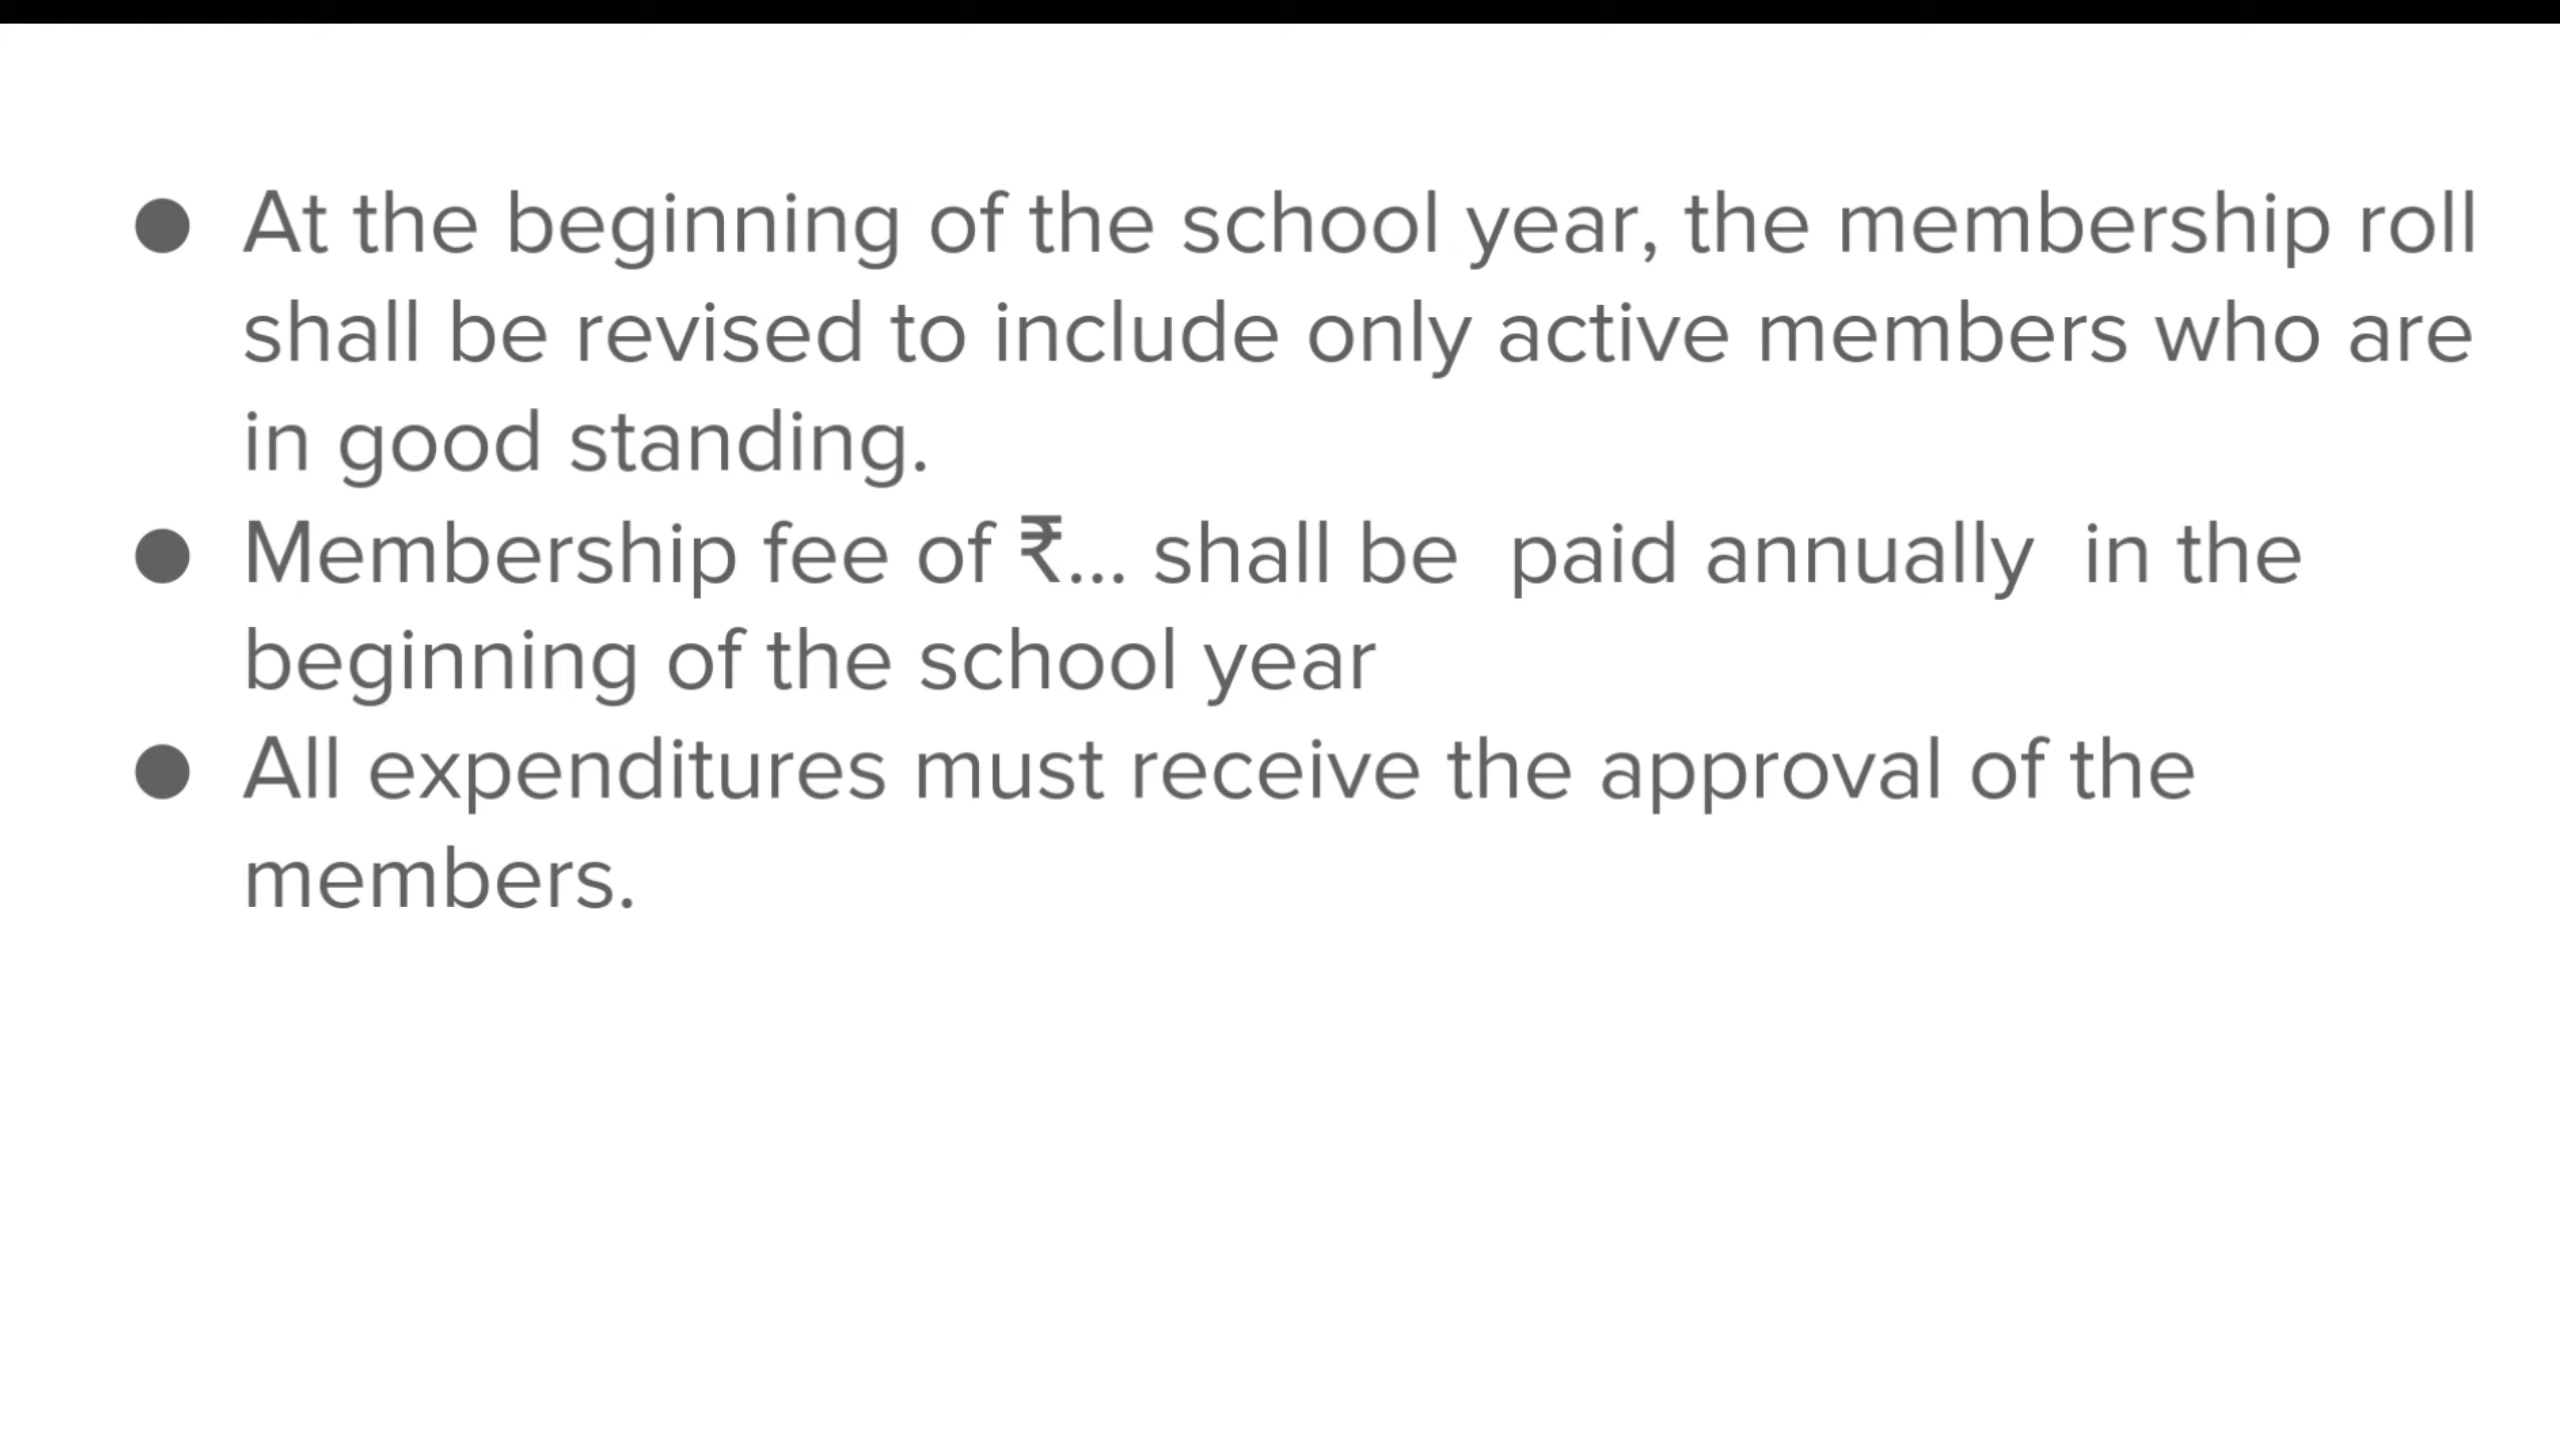 ● At the beginning of the school year, the membership roll
shall be revised to include only active members who are
in good standing.
● Membership fee of ₹... shall be  paid annually  in the
beginning of the school year
● All expenditures must receive the approval of the
members.